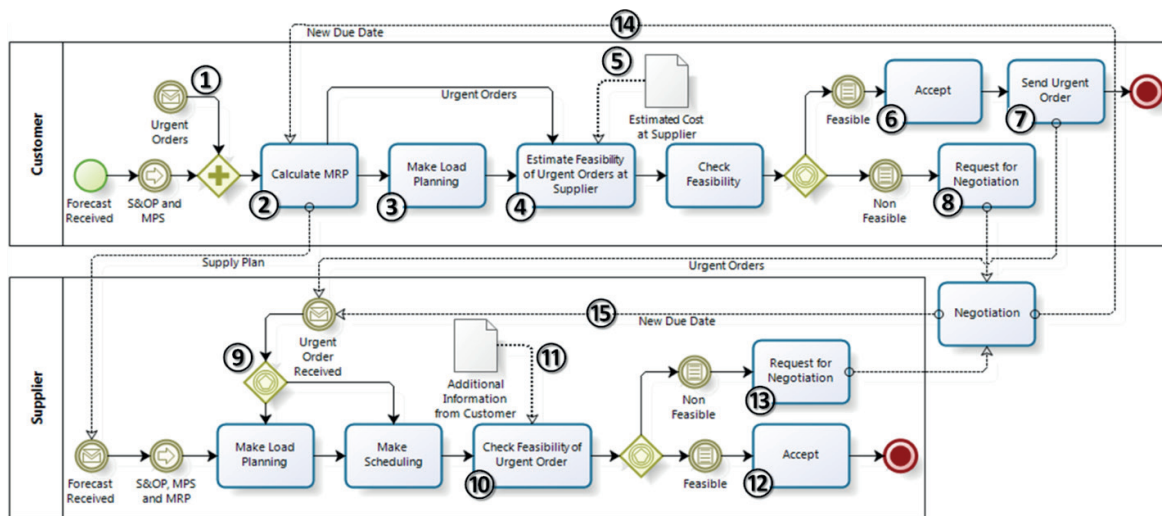 New Due Date
14
Customer
1
Urgent
Orders
Urgent Orders
5
Estimated Cost
at Supplier
Feasible
Accept
6
Send Urgent
Order
7
Forecast
Received
S&OP and
MPS
Calculate MRP
2
Make Load
Planning
3
Estimate Feasibility
of Urgent Orders at
Supplier
4
Check
Feasibility
Non
Feasible
Request for
Negotiation
8
Supply Plan
Urgent Orders
Supplier
Urgent
Order
Received
15
New Due Date
Negotiation
9
Additional
Information
from Customer
11
Non
Feasible
Request for
Negotiation
13
Forecast
Received
S&OP, MPS
and MRP
Make Load
Planning
Make
Scheduling
Check Feasibility of
Urgent Order
10
Feasible
Accept
12